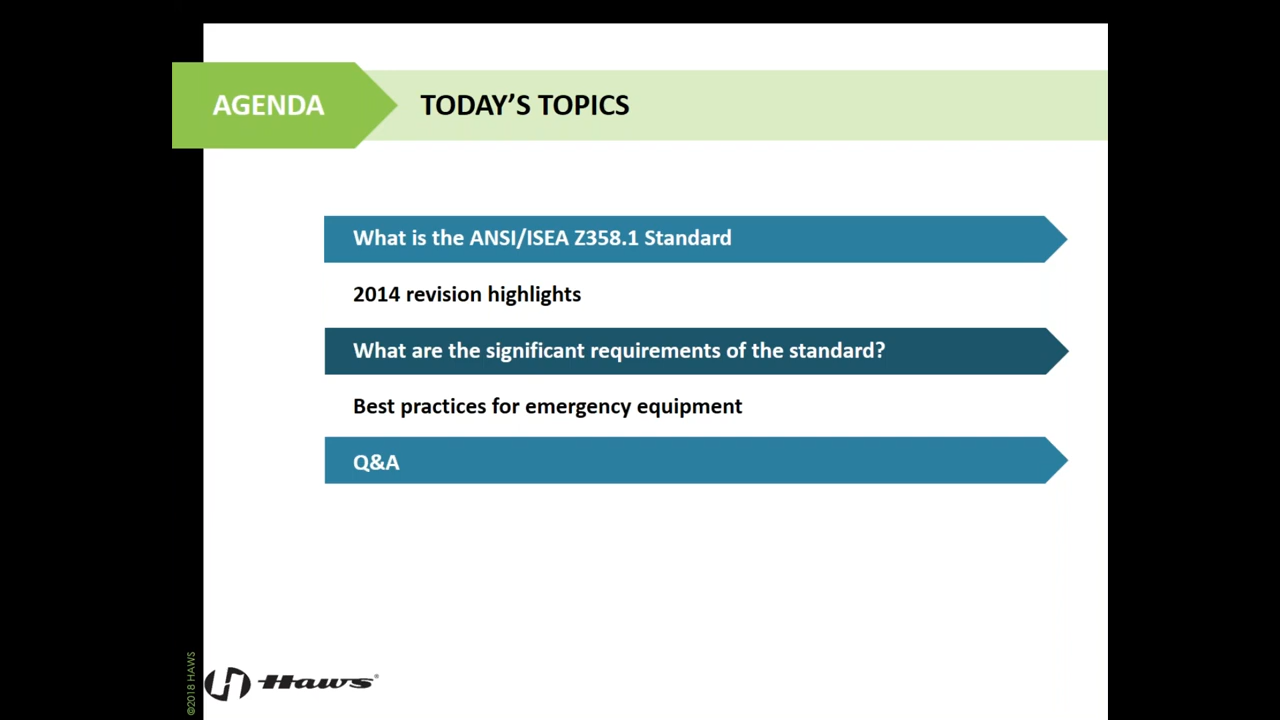 AGENDA
TODAY'S TOPICS
What is the ANSI/ISEA Z358.1 Standard
2014 revision highlights
What are the significant requirements of the standard?
Best practices for emergency equipment
Q&A
©2018 HAWS
Haws®